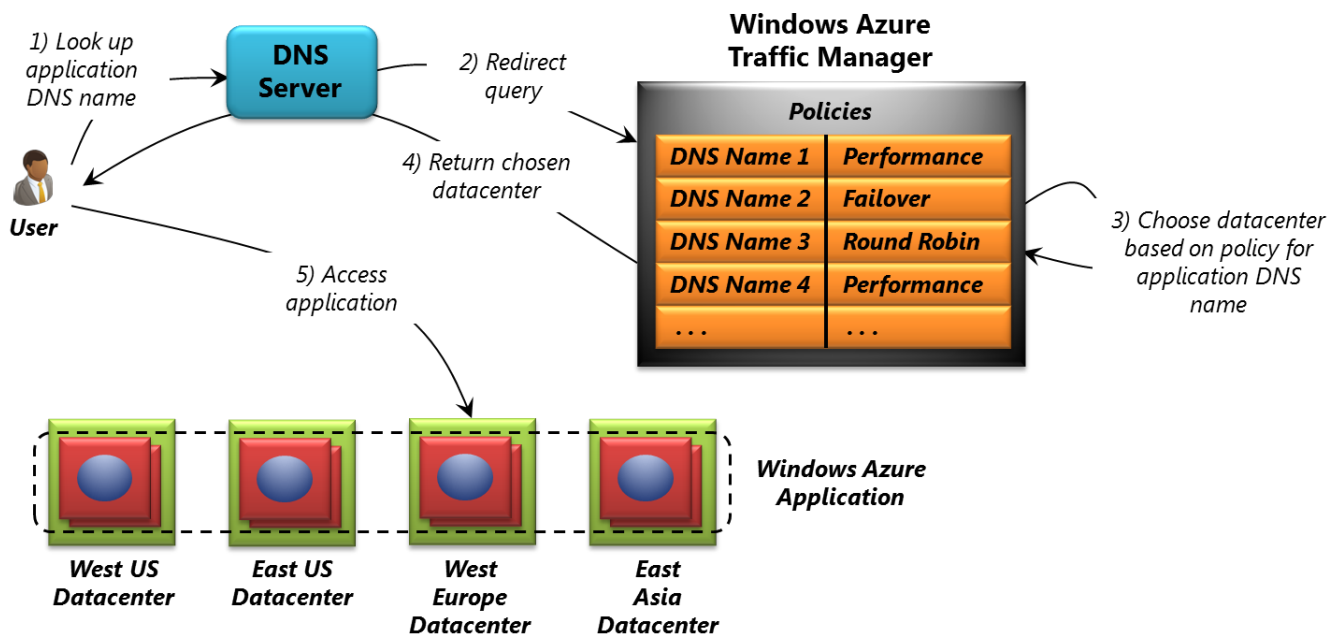 1) Look up
application
DNS name
DNS
Server
2) Redirect
query
Windows Azure
Traffic Manager
Policies
DNS Name 1 Performance
DNS Name 2 Failover
DNS Name 3 Round Robin
DNS Name 4 Performance
. . . . . .
4) Return chosen
datacenter
3) Choose datacenter
based on policy for
application DNS
name
User
5) Access
application
Windows Azure
Application
West US
Datacenter
East US
Datacenter
West
Europe
Datacenter
East
Asia
Datacenter